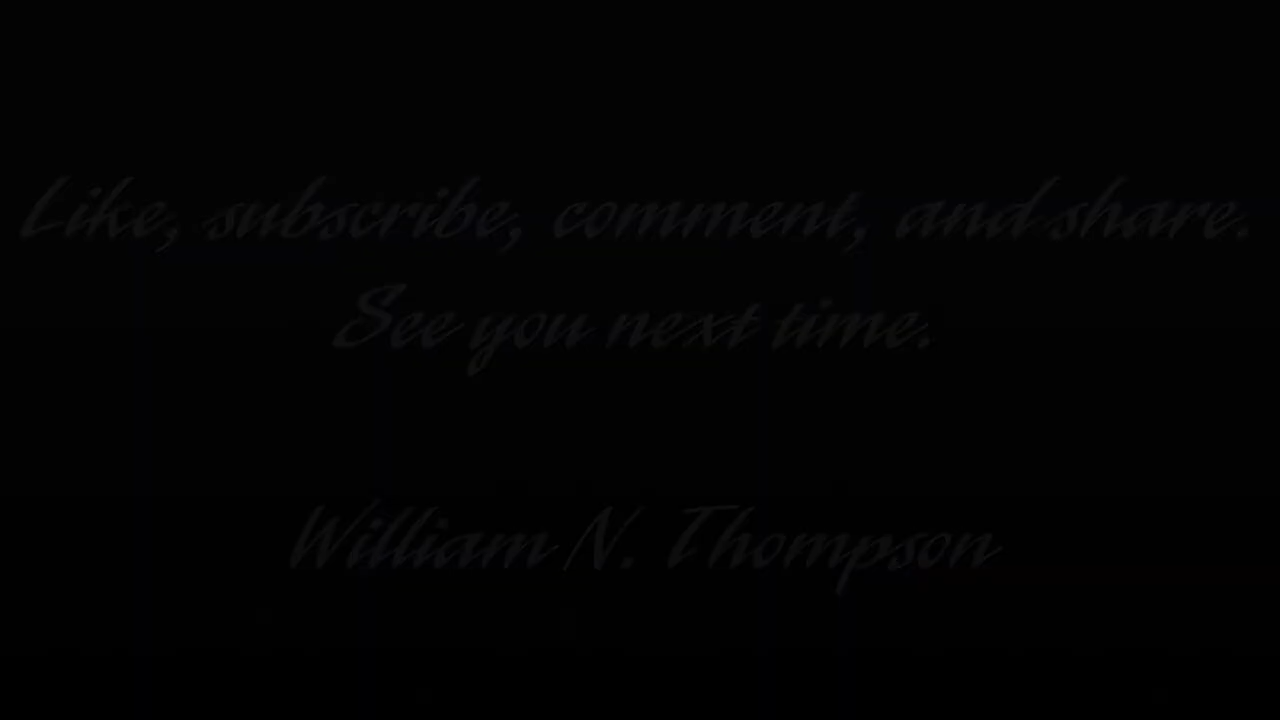 Like, subscribe, comment, and share.
See you next time.
William N. Thompson